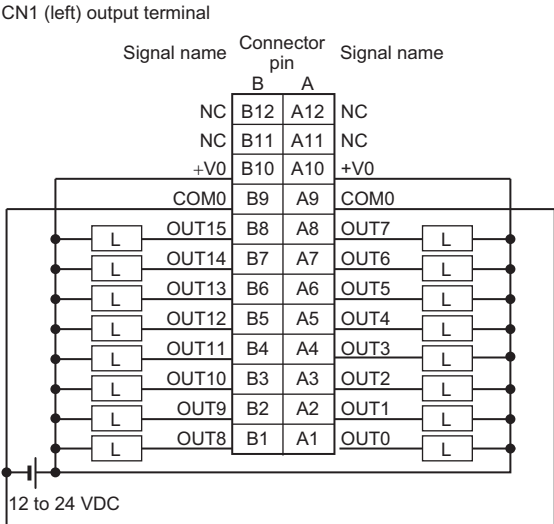 CN1 (left) output terminal
Signal name Connector pin Signal name
B A
NC B12 A12 NC
NC B11 A11 NC
+V0 B10 A10 +V0
COM0 B9 A9 COM0
L OUT15 B8 A8 OUT7 L
L OUT14 B7 A7 OUT6 L
L OUT13 B6 A6 OUT5 L
L OUT12 B5 A5 OUT4 L
L OUT11 B4 A4 OUT3 L
L OUT10 B3 A3 OUT2 L
L OUT9 B2 A2 OUT1 L
L OUT8 B1 A1 OUT0 L
12 to 24 VDC